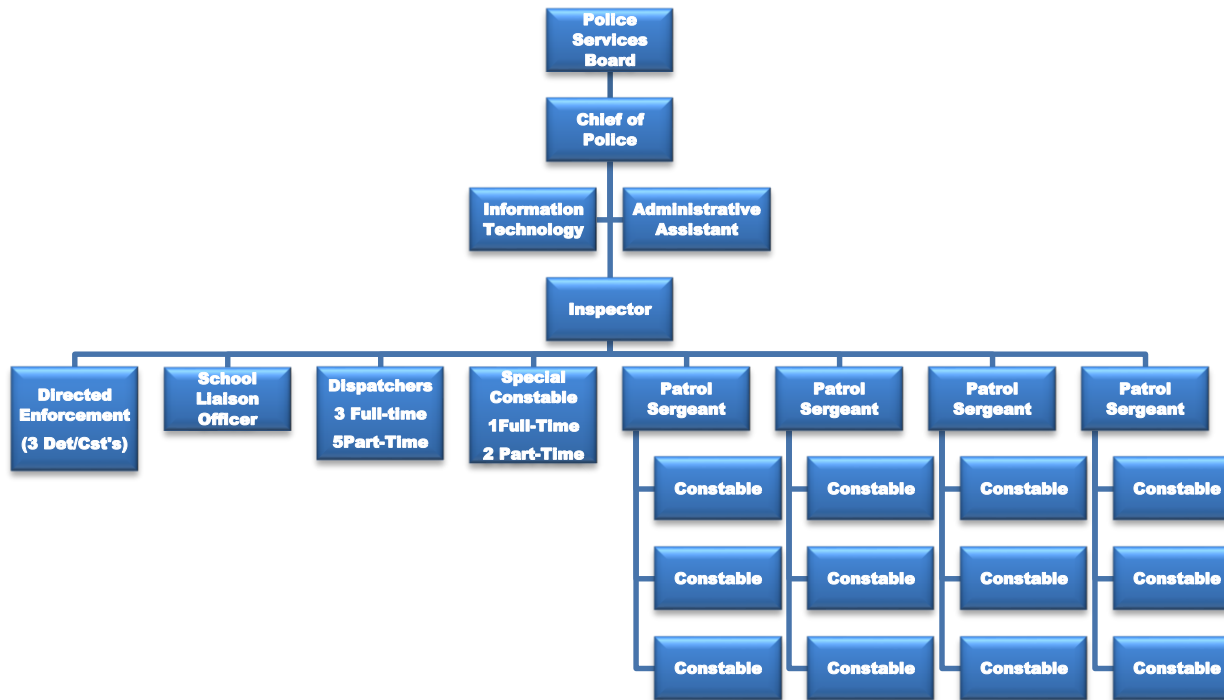 Police
Services
Board
Chief of
Police
Information
Technology
Administrative
Assistant
Inspector
Directed
Enforcement
(3 Det/Cst's)
School
Liaison
Officer
Dispatchers
3 Full-time
5Part-Time
Special
Constable
1Full-Time
2 Part-Time
Patrol
Sergeant
Patrol
Sergeant
Patrol
Sergeant
Patrol
Sergeant
Constable
Constable
Constable
Constable
Constable
Constable
Constable
Constable
Constable
Constable
Constable
Constable